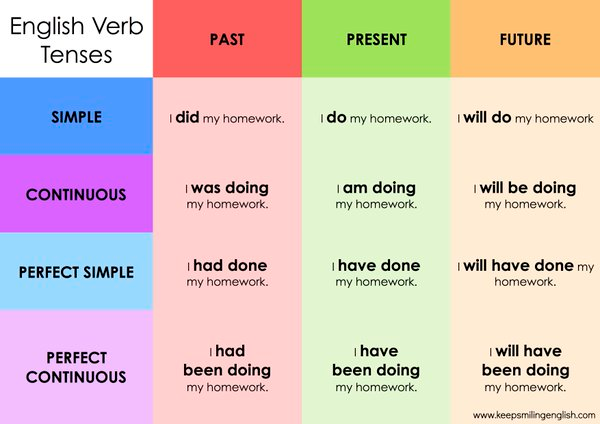 English Verb
Tenses
PAST
PRESENT
FUTURE
SIMPLE
I did my homework.
I do my homework.
I will do my homework
CONTINUOUS
I was doing
my homework.
I am doing
my homework.
I will be doing
my homework.
PERFECT SIMPLE
I had done
my homework.
I have done
my homework.
I will have done my
homework.
PERFECT
CONTINUOUS
I had
been doing
my homework.
I have
been doing
my homework.
I will have
been doing
my homework.
www.keepsmilingenglish.com